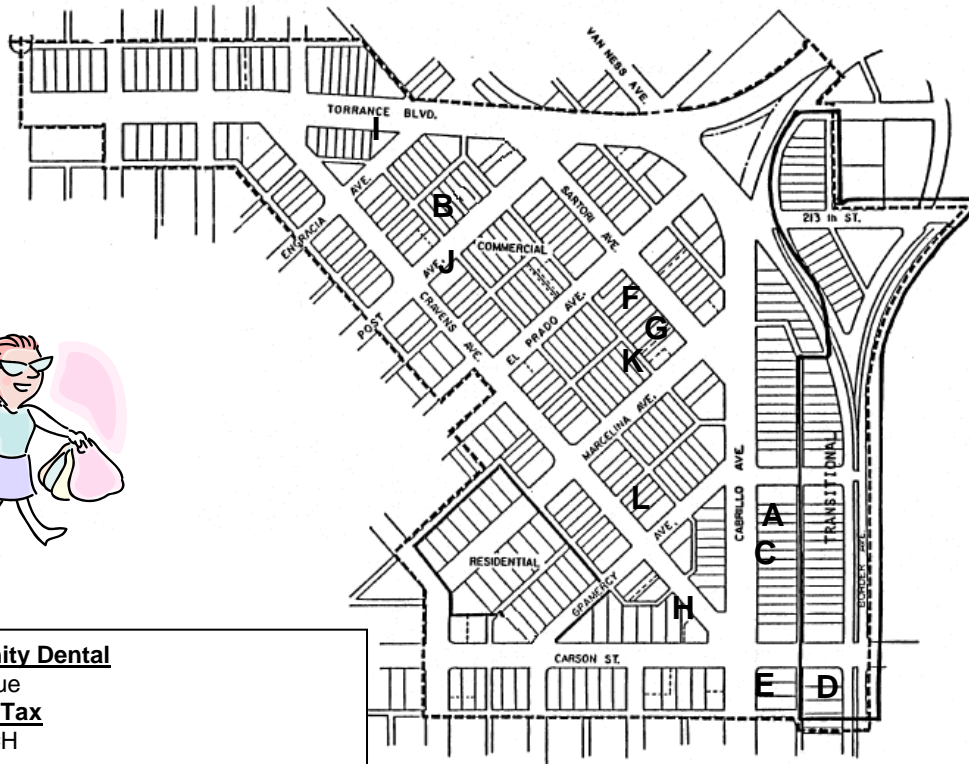 VAN NESS AVE.
TORRANCE BLVD.
I
AVE.
B
SARTORI AVE.
213 th ST.
ENGRACIA
COMMERCIAL
J
AVE.
CRAVENS AVE.
POST
EL PRADO AVE.
F
G
K
MARCELINA AVE.
CABRILLO AVE.
TRANSITIONAL
L
A
C
AVE.
BORDER AVE.
RESIDENTIAL
GRAMERCY
H
CARSON ST.
E
D
nity Dental
ue
Tax
CH